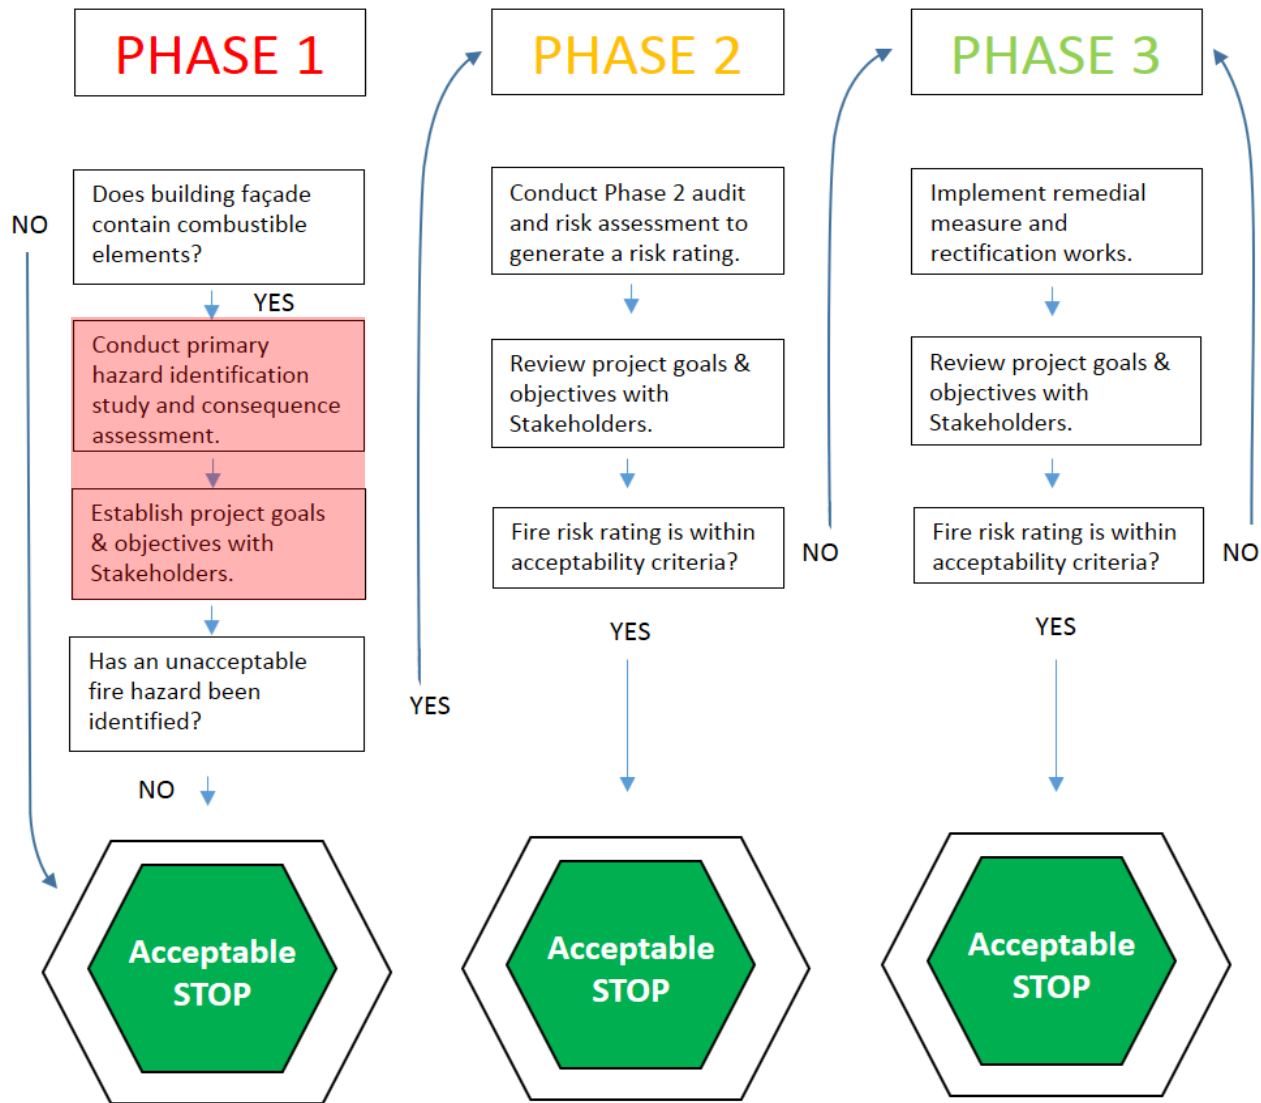 PHASE 1
NO
Does building façade
contain combustible
elements?
YES
Conduct primary
hazard identification
study and consequence
assessment.
Establish project goals
& objectives with
Stakeholders.
Has an unacceptable
fire hazard been
identified?
YES
NO
Acceptable
STOP
PHASE 2
Conduct Phase 2 audit
and risk assessment to
generate a risk rating.
Review project goals &
objectives with
Stakeholders.
Fire risk rating is within
acceptability criteria?
NO
YES
Acceptable
STOP
PHASE 3
Implement remedial
measure and
rectification works.
Review project goals &
objectives with
Stakeholders.
Fire risk rating is within
acceptability criteria?
NO
YES
Acceptable
STOP